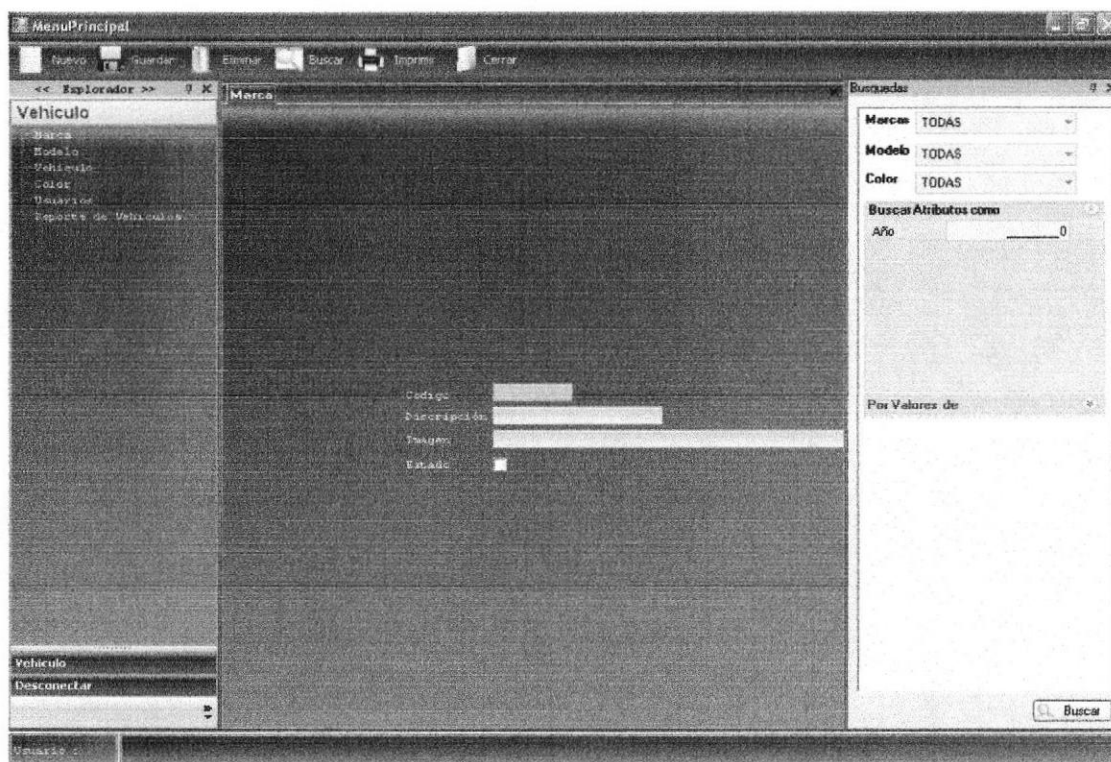 MenuPrincipal
Nuevo Guardar Eliminar Buscar Imprimir Cerrar
<< Explorador >>
Vehiculo
Marca
Modelo
Vehiculo
Color
Usuarios
Reporte de Vehiculos
Vehiculo
Desconectar
Marca
Codigo
Discripción
Imagen
Estado
Busquedas
Marcas TODAS
Modelo TODAS
Color TODAS
Buscar Atributos como
Año 0
Por Valores de
Buscar
Usuario :